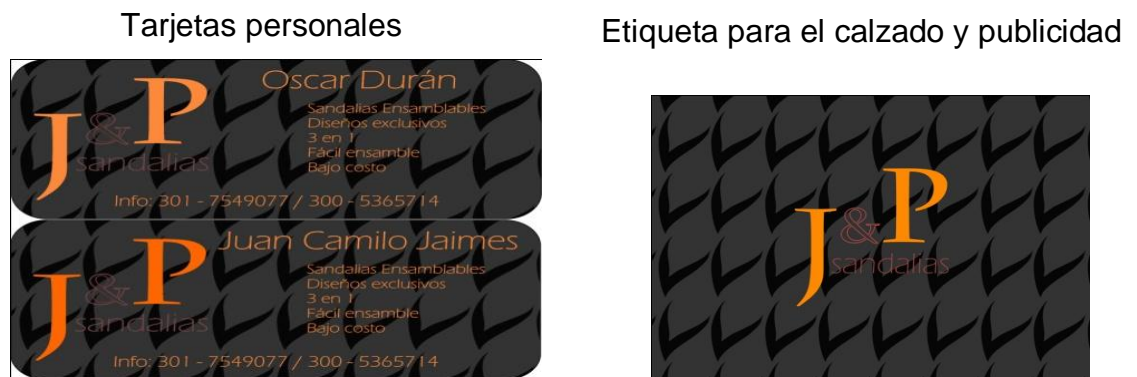 Tarjetas personales
Oscar Durán
J&P
sandalias
Sandalias Ensamblables
Diseños exclusivos
3 en 1
Fácil ensamble
Bajo costo
Info: 301 - 7549077 / 300 - 5365714
Juan Camilo Jaimes
J&P
sandalias
Sandalias Ensamblables
Diseños exclusivos
3 en 1
Fácil ensamble
Bajo costo
Info: 301 - 7549077 / 300 - 5365714
Etiqueta para el calzado y publicidad
J&P
sandalias